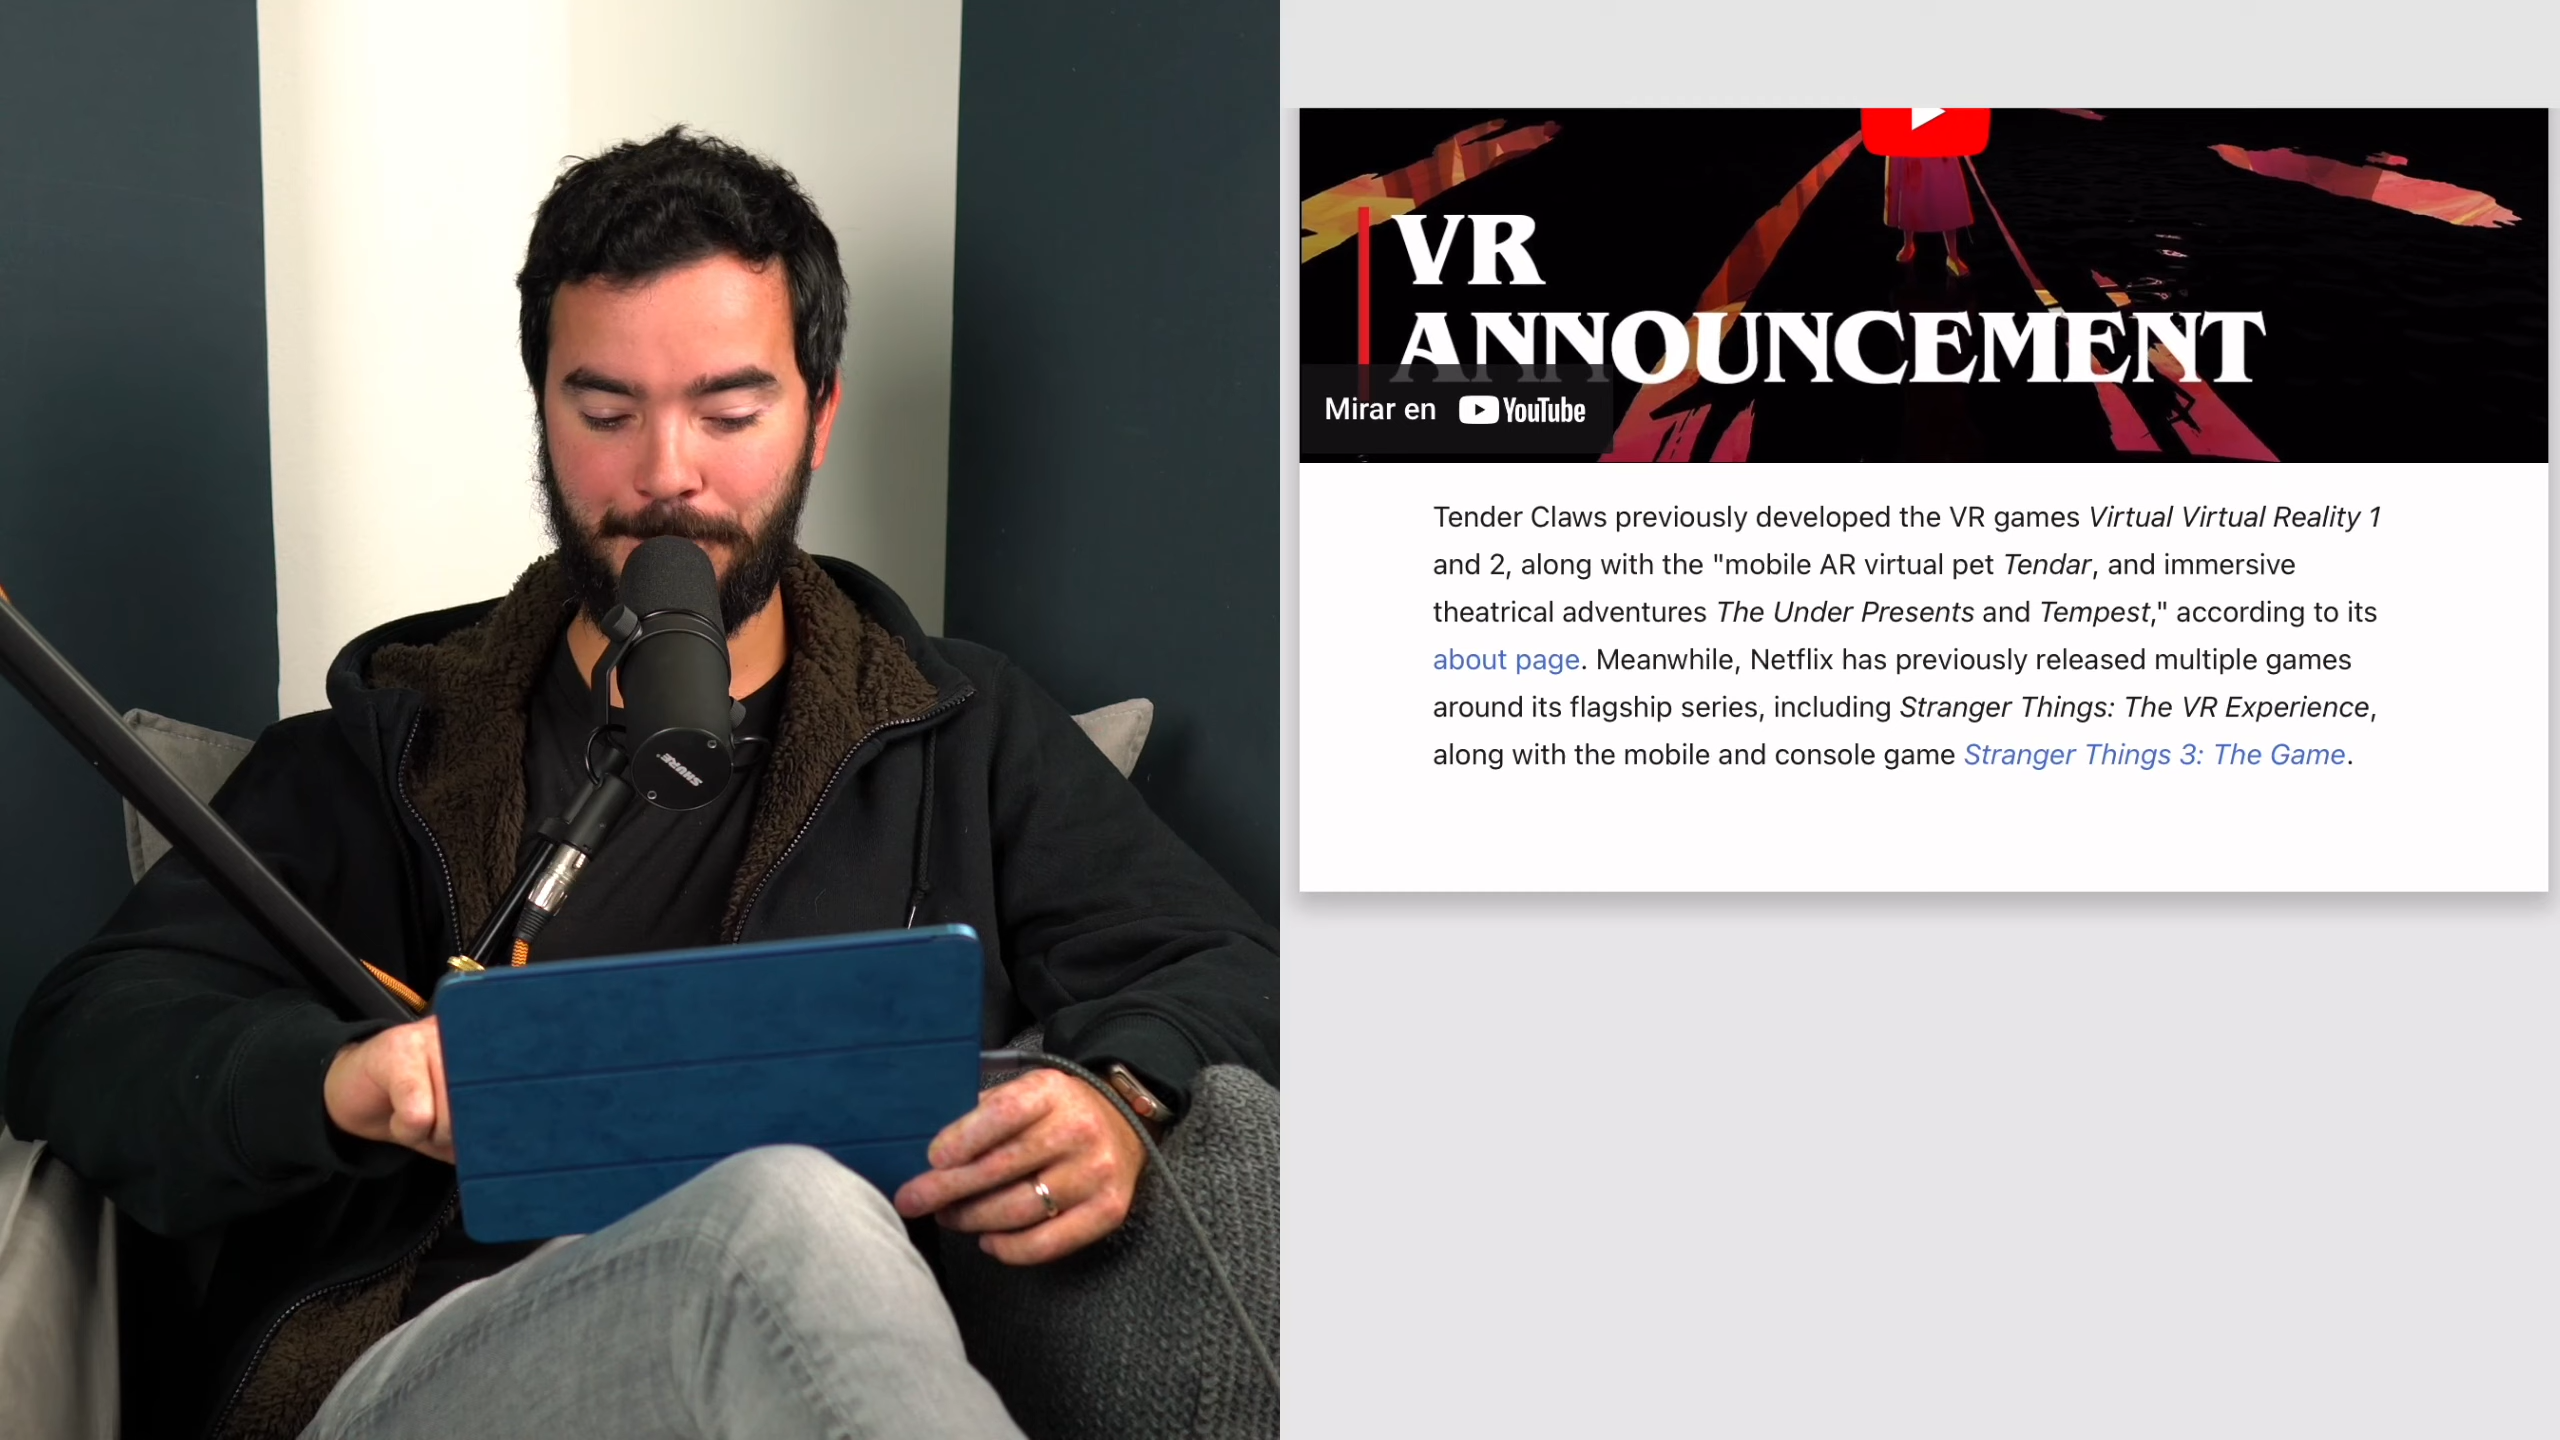 SHURE
VR
ANNOUNCEMENT
Mirar en YouTube
Tender Claws previously developed the VR games Virtual Virtual Reality 1
and 2, along with the "mobile AR virtual pet Tendar, and immersive
theatrical adventures The Under Presents and Tempest," according to its
about page. Meanwhile, Netflix has previously released multiple games
around its flagship series, including Stranger Things: The VR Experience,
along with the mobile and console game Stranger Things 3: The Game.